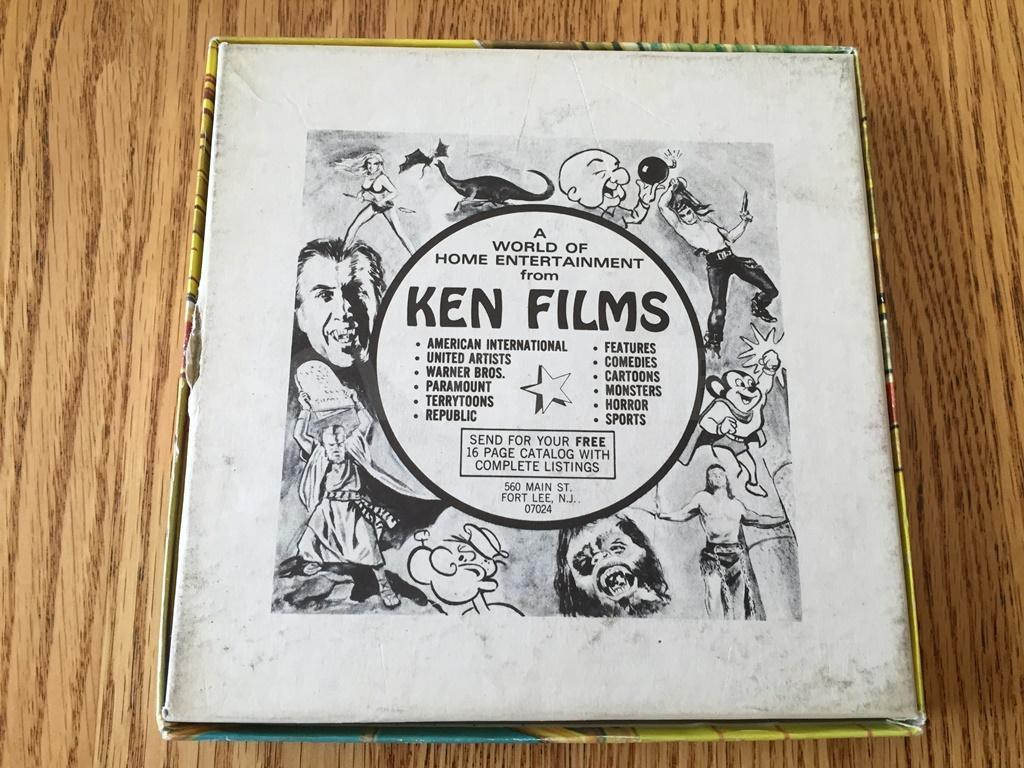 A
WORLD OF
HOME ENTERTAINMENT
from
KEN FILMS
• AMERICAN INTERNATIONAL
• UNITED ARTISTS
• WARNER BROS.
• PARAMOUNT
• TERRYTOONS
• REPUBLIC
• FEATURES
• COMEDIES
• CARTOONS
• MONSTERS
• HORROR
• SPORTS
SEND FOR YOUR FREE
16 PAGE CATALOG WITH
COMPLETE LISTINGS
560 MAIN ST.
FORT LEE, N.J.
07024